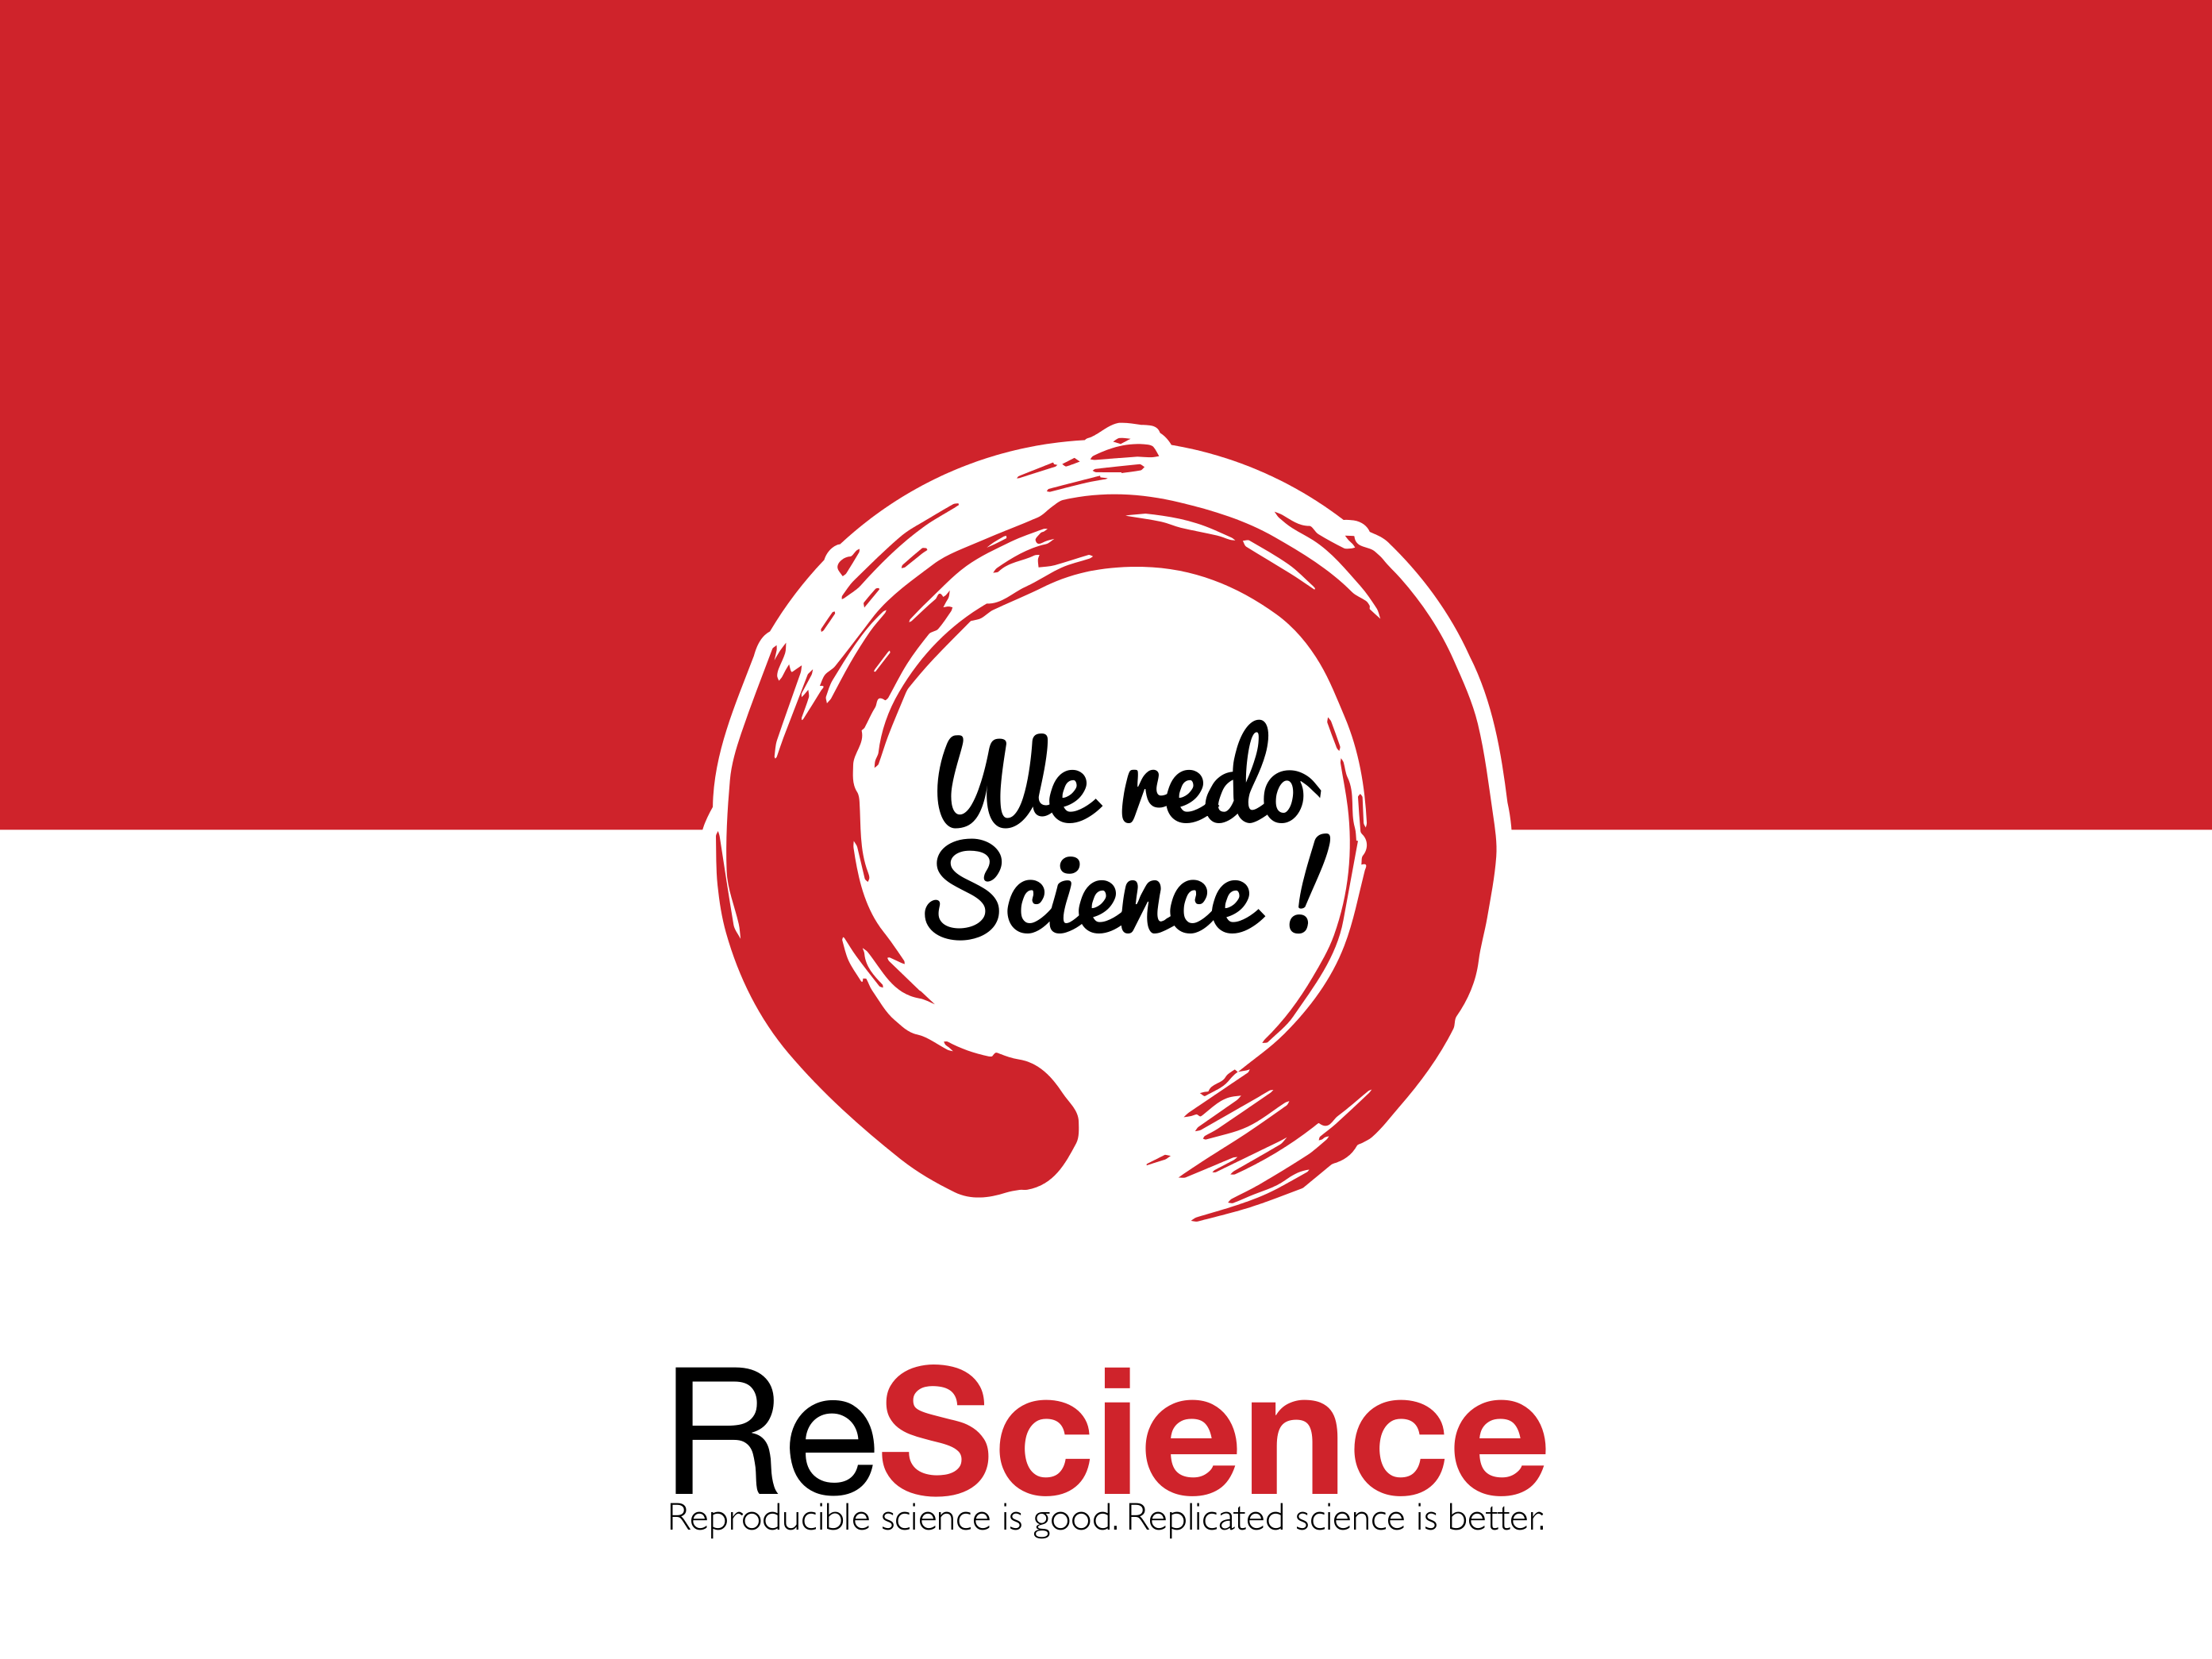 We redo
Science !
ReScience
Reproducible science is good. Replicated science is better.